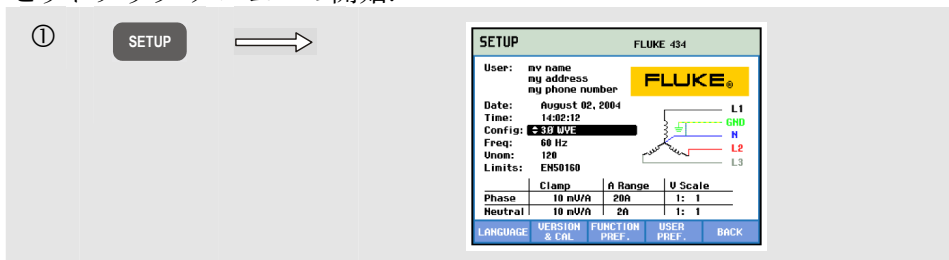 ①
SETUP
SETUP FLUKE 434
User: my name
my address
my phone number
FLUKE®
Date: August 02, 2004
Time: 14:02:12
Config: 3Ø WYE
Freq: 60 Hz
Vnom: 120
Limits: EN50160
L1
GND
N
L2
L3
Clamp A Range V Scale
Phase 10 mV/A 20A 1: 1
Neutral 10 mV/A 2A 1: 1
LANGUAGE VERSION & CAL FUNCTION PREF. USER PREF. BACK